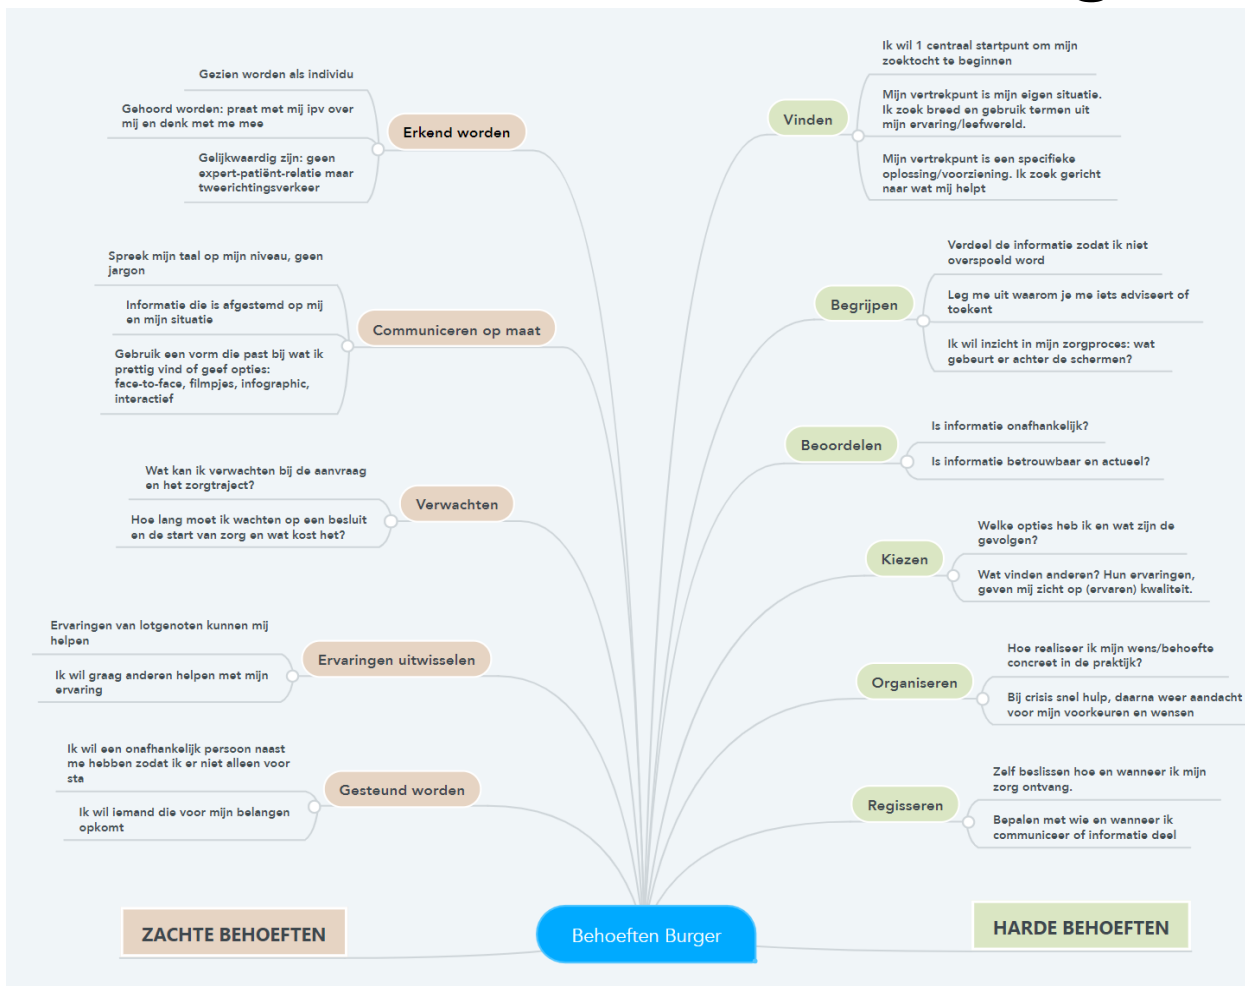 Gezien worden als individu
Gehoord worden: praat met mij ipv over
mij en denk met me mee
Gelijkwaardig zijn: geen
expert-patiënt-relatie maar
tweerichtingsverkeer
Erkend worden
Spreek mijn taal op mijn niveau, geen
jargon
Informatie die is afgestemd op mij
en mijn situatie
Gebruik een vorm die past bij wat ik
prettig vind of geef opties:
face-to-face, filmpjes, infographic,
interactief
Communiceren op maat
Wat kan ik verwachten bij de aanvraag
en het zorgtraject?
Hoe lang moet ik wachten op een besluit
en de start van zorg en wat kost het?
Verwachten
Ervaringen van lotgenoten kunnen mij
helpen
Ik wil graag anderen helpen met mijn
ervaring
Ervaringen uitwisselen
Ik wil een onafhankelijk persoon naast
me hebben zodat ik er niet alleen voor
sta
Ik wil iemand die voor mijn belangen
opkomt
Gesteund worden
ZACHTE BEHOEFTEN
Behoeften Burger
Vinden
Ik wil 1 centraal startpunt om mijn
zoektocht te beginnen
Mijn vertrekpunt is mijn eigen situatie.
Ik zoek breed en gebruik termen uit
mijn ervaring/leefwereld.
Mijn vertrekpunt is een specifieke
oplossing/voorziening. Ik zoek gericht
naar wat mij helpt
Begrijpen
Verdeel de informatie zodat ik niet
overspoeld word
Leg me uit waarom je me iets adviseert of
toekent
Ik wil inzicht in mijn zorgproces: wat
gebeurt er achter de schermen?
Beoordelen
Is informatie onafhankelijk?
Is informatie betrouwbaar en actueel?
Kiezen
Welke opties heb ik en wat zijn de
gevolgen?
Wat vinden anderen? Hun ervaringen,
geven mij zicht op (ervaren) kwaliteit.
Organiseren
Hoe realiseer ik mijn wens/behoefte
concreet in de praktijk?
Bij crisis snel hulp, daarna weer aandacht
voor mijn voorkeuren en wensen
Regisseren
Zelf beslissen hoe en wanneer ik mijn
zorg ontvang.
Bepalen met wie en wanneer ik
communiceer of informatie deel
HARDE BEHOEFTEN